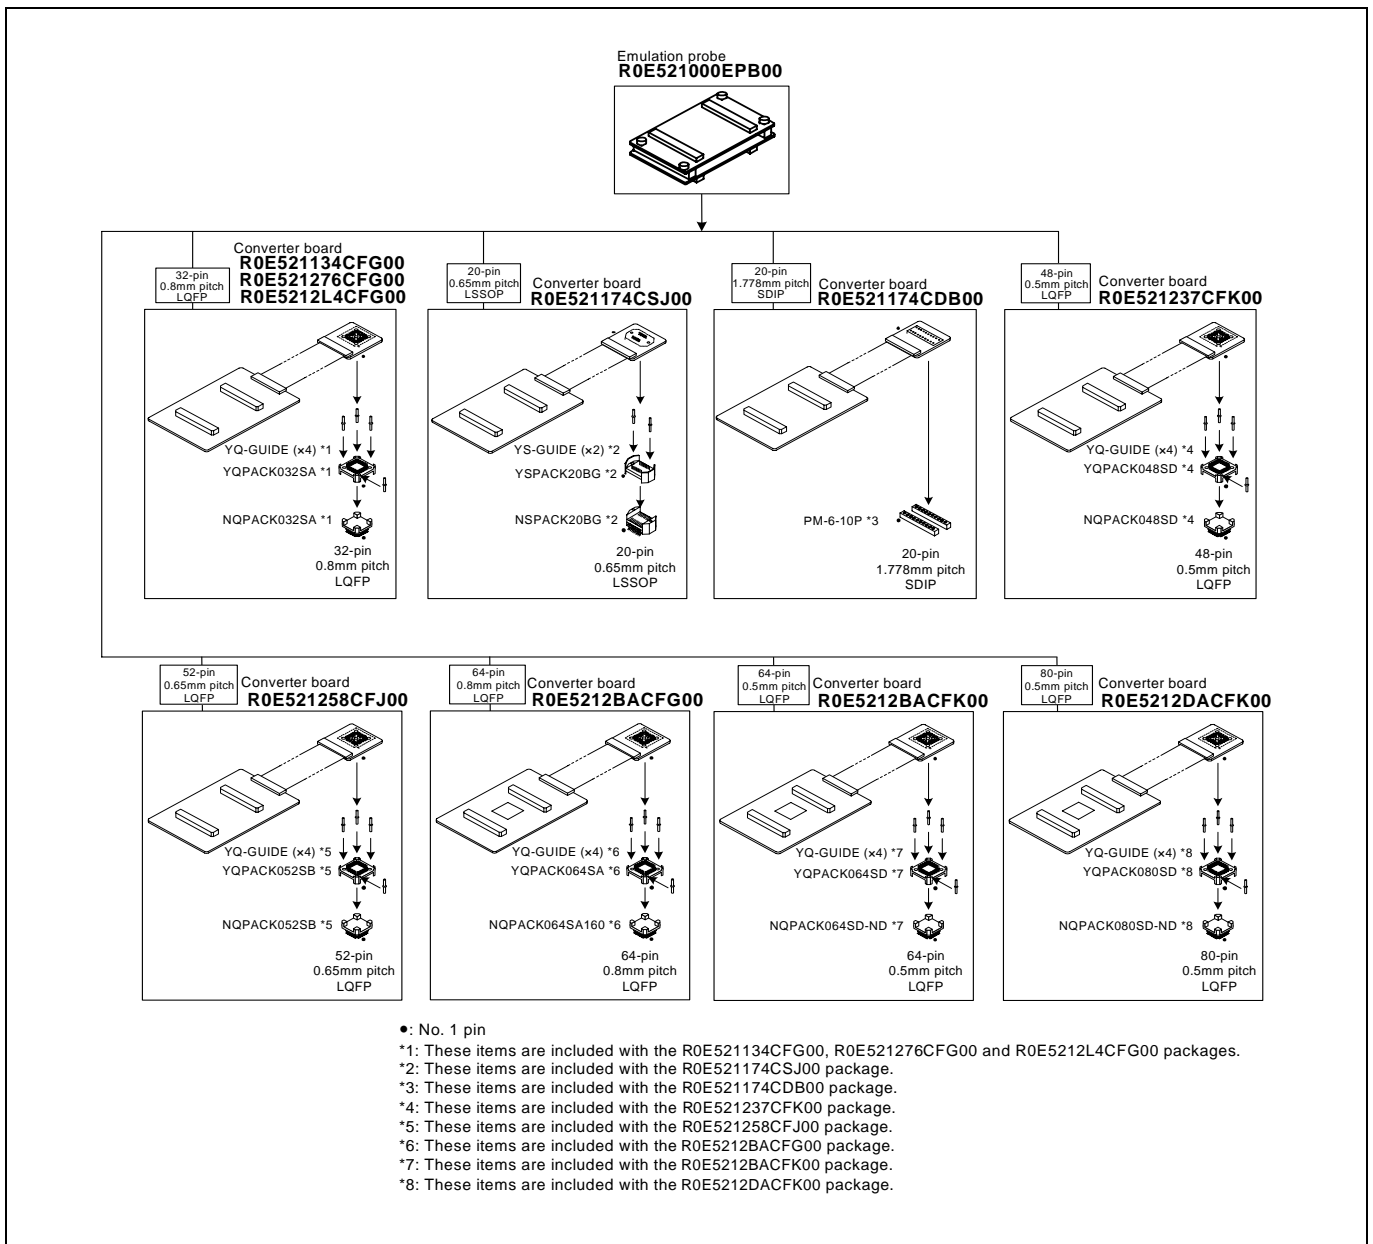 Emulation probe
R0E521000EPB00
32-pin
0.8mm pitch
LQFP
Converter board
R0E521134CFG00
R0E521276CFG00
R0E5212L4CFG00
YQ-GUIDE (×4) *1
YQPACK032SA *1
NQPACK032SA *1
32-pin
0.8mm pitch
LQFP
20-pin
0.65mm pitch
LSSOP
Converter board
R0E521174CSJ00
YS-GUIDE (×2) *2
YSPACK20BG *2
NSPACK20BG *2
20-pin
0.65mm pitch
LSSOP
20-pin
1.778mm pitch
SDIP
Converter board
R0E521174CDB00
PM-6-10P *3
20-pin
1.778mm pitch
SDIP
48-pin
0.5mm pitch
LQFP
Converter board
R0E521237CFK00
YQ-GUIDE (×4) *4
YQPACK048SD *4
NQPACK048SD *4
48-pin
0.5mm pitch
LQFP
52-pin
0.65mm pitch
LQFP
Converter board
R0E521258CFJ00
YQ-GUIDE (×4) *5
YQPACK052SB *5
NQPACK052SB *5
52-pin
0.65mm pitch
LQFP
64-pin
0.8mm pitch
LQFP
Converter board
R0E5212BACFG00
YQ-GUIDE (×4) *6
YQPACK064SA *6
NQPACK064SA160 *6
64-pin
0.8mm pitch
LQFP
64-pin
0.5mm pitch
LQFP
Converter board
R0E5212BACFK00
YQ-GUIDE (×4) *7
YQPACK064SD *7
NQPACK064SD-ND *7
64-pin
0.5mm pitch
LQFP
80-pin
0.5mm pitch
LQFP
Converter board
R0E5212DACFK00
YQ-GUIDE (×4) *8
YQPACK080SD *8
NQPACK080SD-ND *8
80-pin
0.5mm pitch
LQFP
●: No. 1 pin
*1: These items are included with the R0E521134CFG00, R0E521276CFG00 and R0E5212L4CFG00 packages.
*2: These items are included with the R0E521174CSJ00 package.
*3: These items are included with the R0E521174CDB00 package.
*4: These items are included with the R0E521237CFK00 package.
*5: These items are included with the R0E521258CFJ00 package.
*6: These items are included with the R0E5212BACFG00 package.
*7: These items are included with the R0E5212BACFK00 package.
*8: These items are included with the R0E5212DACFK00 package.